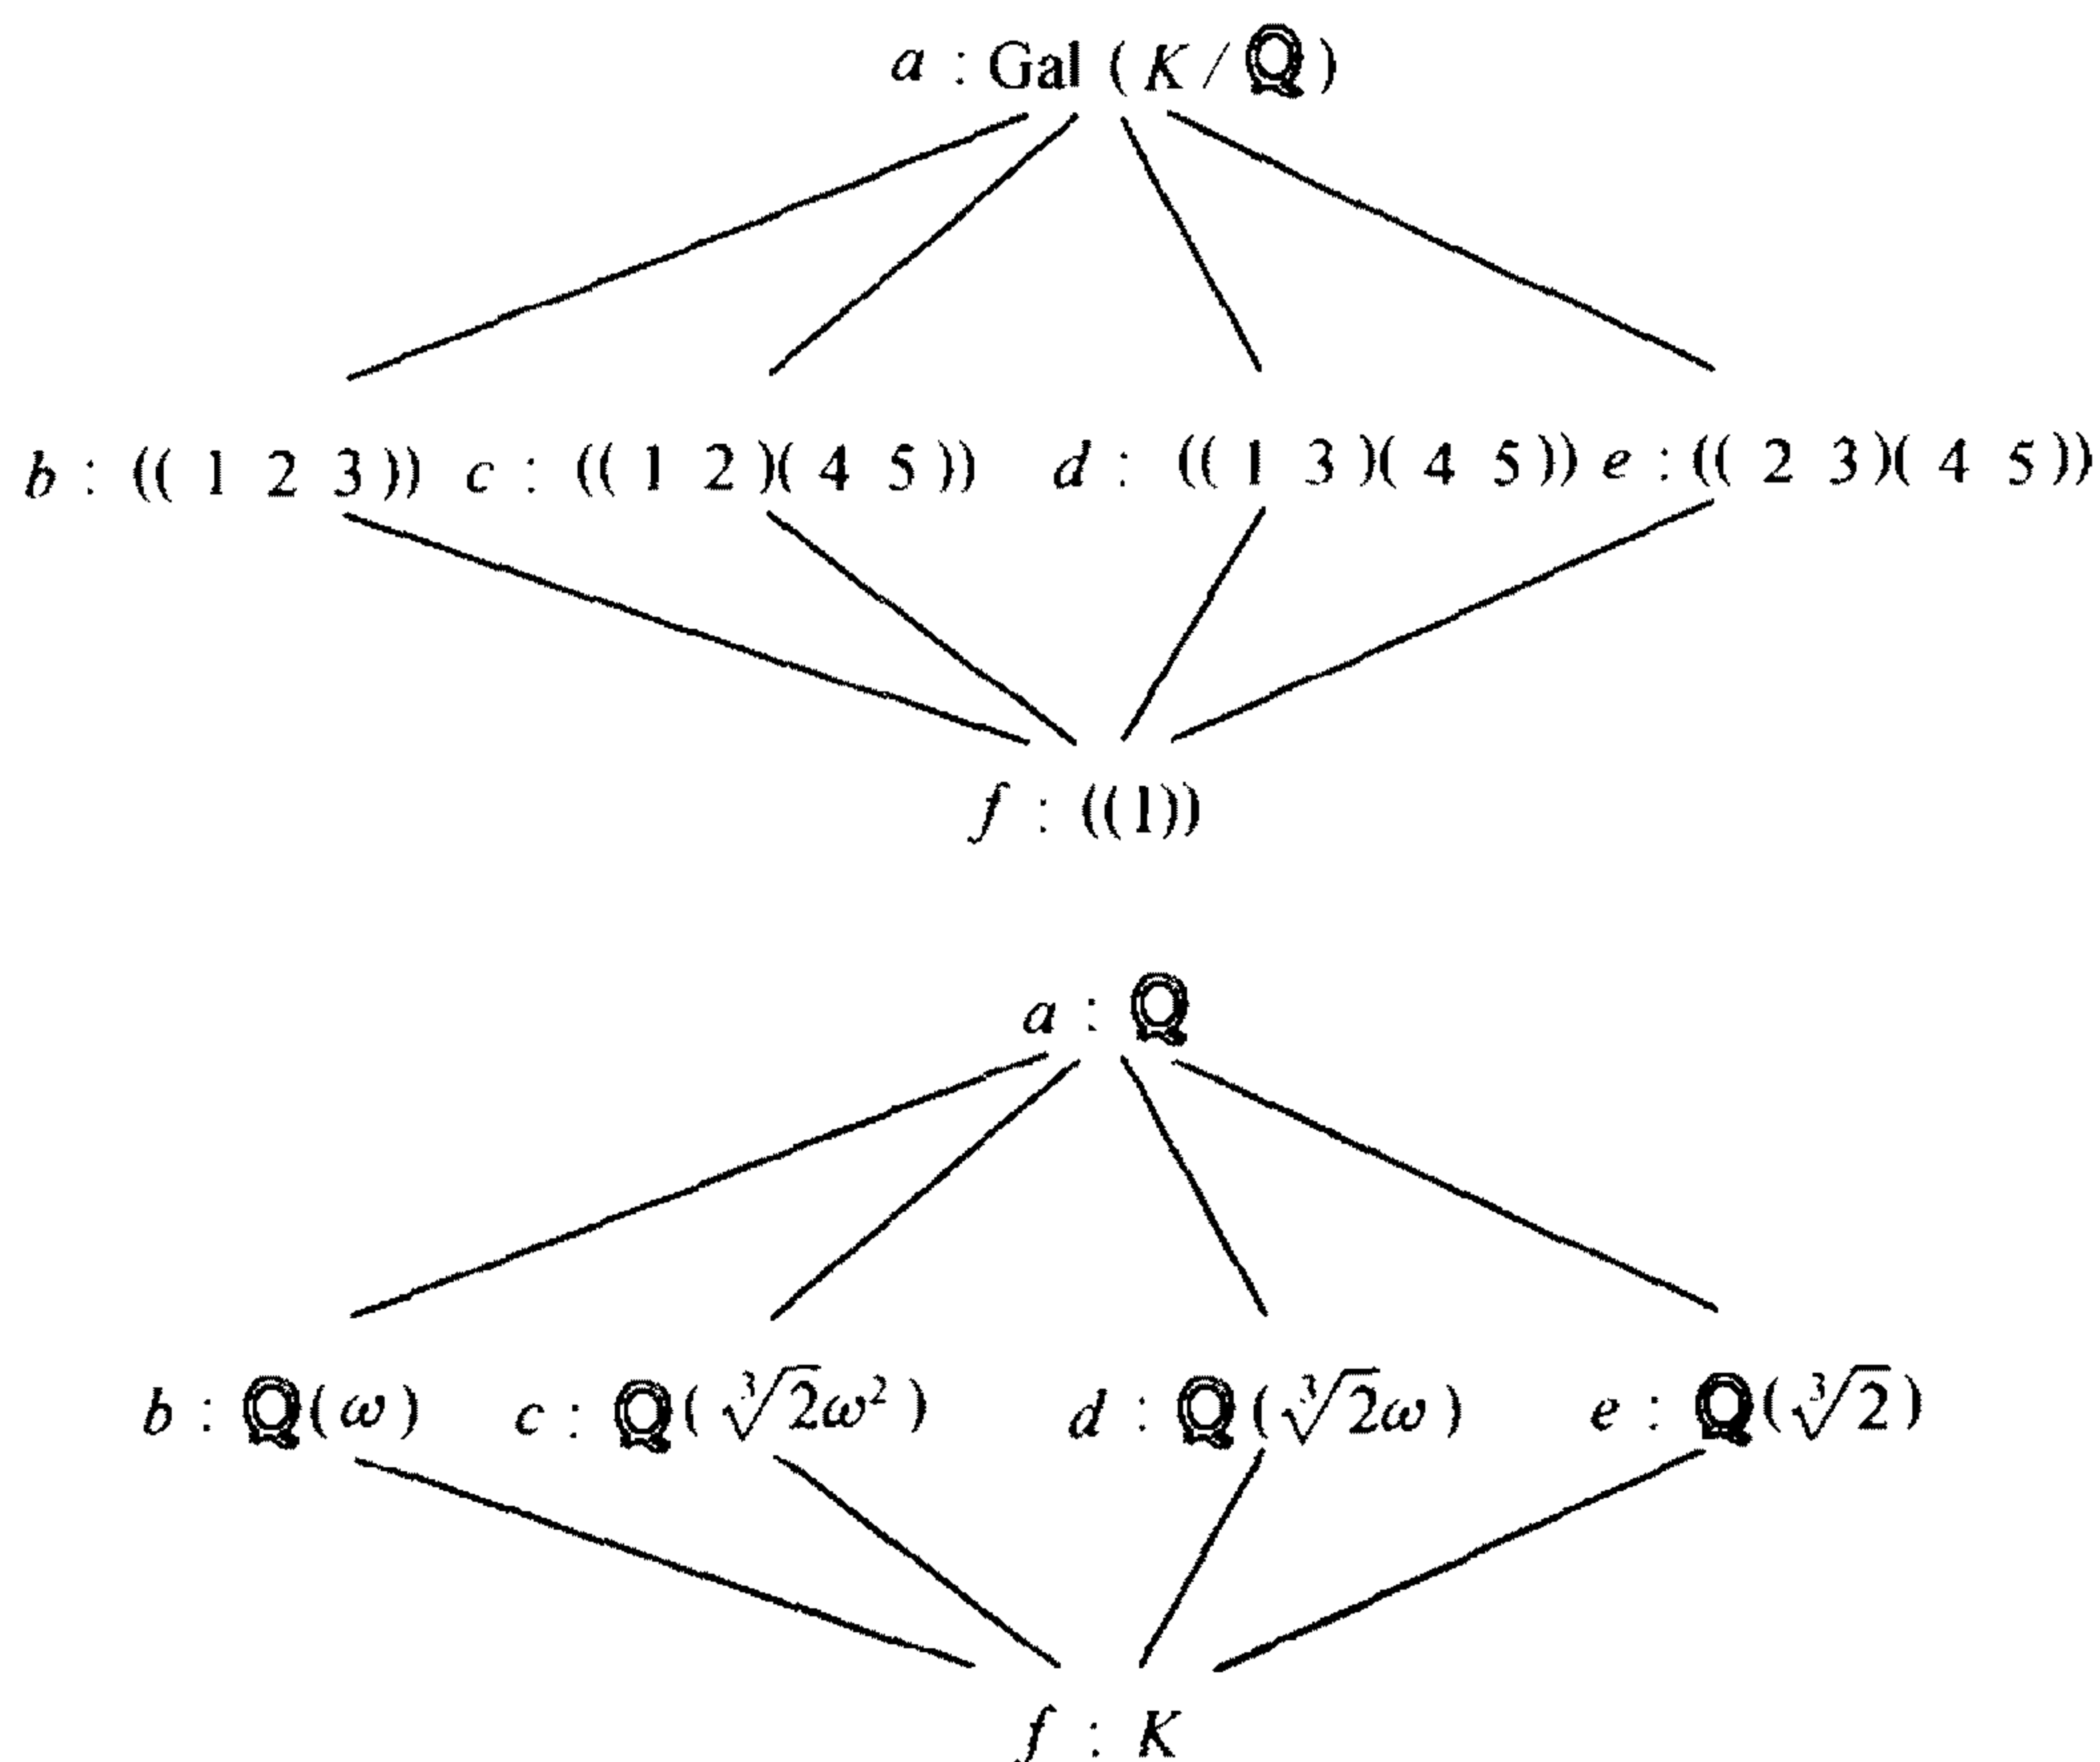 a : Gal ( K / ℚ )
b : (( 1 2 3 )) c : (( 1 2 )( 4 5 )) d : (( 1 3 )( 4 5 )) e : (( 2 3 )( 4 5 ))
f : ((1))
a : ℚ
b : ℚ(ω) c : ℚ( ∛2ω² ) d : ℚ( ∛2ω ) e : ℚ( ∛2 )
f : K